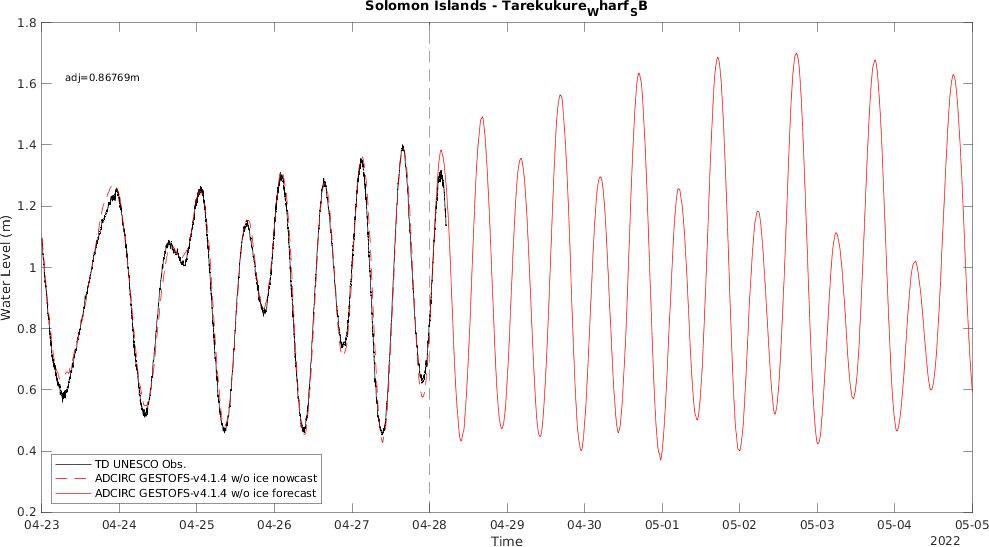 Solomon Islands - Tarekukure_Wharf_SB
1.8
adj=0.86769m
1.6
1.4
1.2
1
0.8
0.6
0.4
0.2
Water Level (m)
TD UNESCO Obs.
ADCIRC GESTOFS-v4.1.4 w/o ice nowcast
ADCIRC GESTOFS-v4.1.4 w/o ice forecast
04-23 04-24 04-25 04-26 04-27 04-28 04-29 04-30 05-01 05-02 05-03 05-04 05-05
Time
2022